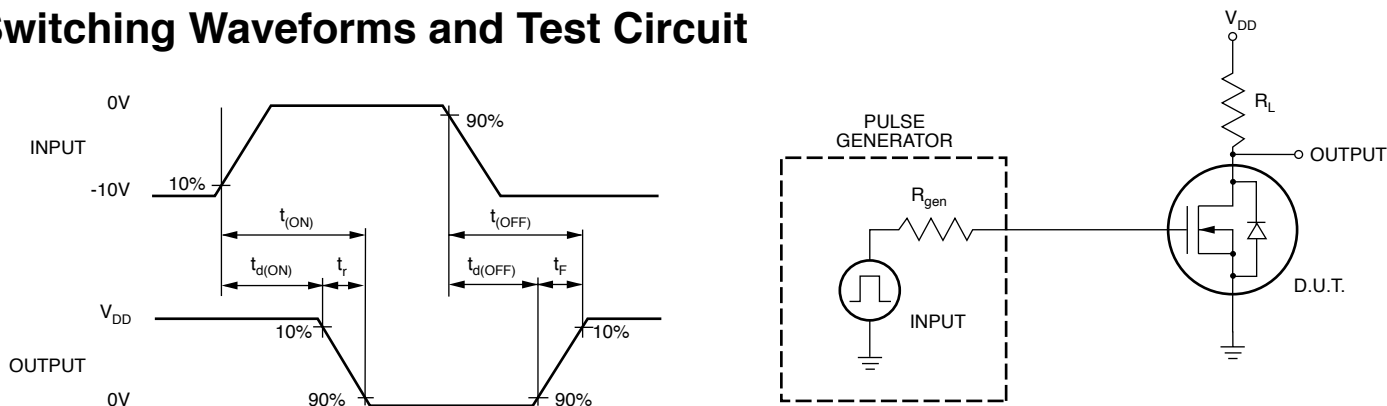 Switching Waveforms and Test Circuit
0V
INPUT
-10V
10%
90%
t(ON)
t(OFF)
td(ON)
tr
td(OFF)
tF
VDD
10%
10%
OUTPUT
0V
90%
90%
PULSE
GENERATOR
Rgen
INPUT
VDD
RL
OUTPUT
D.U.T.